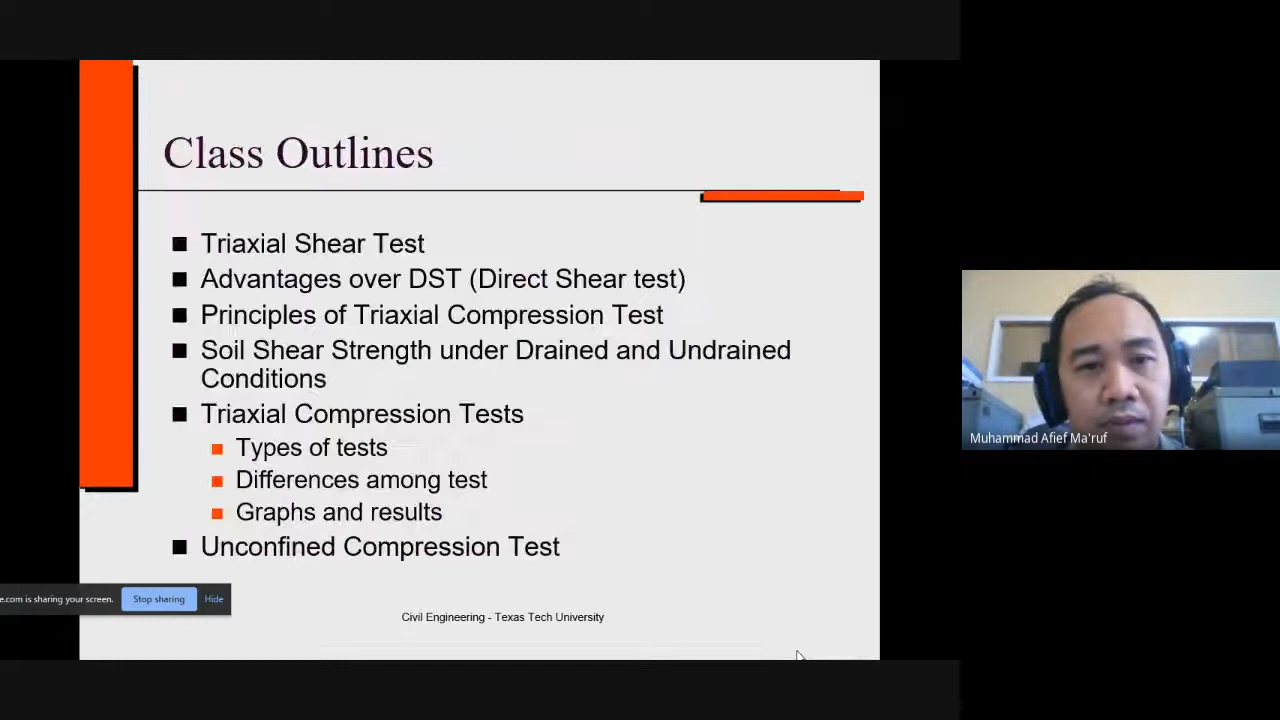 Class Outlines
Triaxial Shear Test
Advantages over DST (Direct Shear test)
Principles of Triaxial Compression Test
Soil Shear Strength under Drained and Undrained
Conditions
Triaxial Compression Tests
Types of tests
Differences among test
Graphs and results
Unconfined Compression Test
e.com is sharing your screen. Stop sharing Hide
Civil Engineering - Texas Tech University
Muhammad Afief Ma'ruf